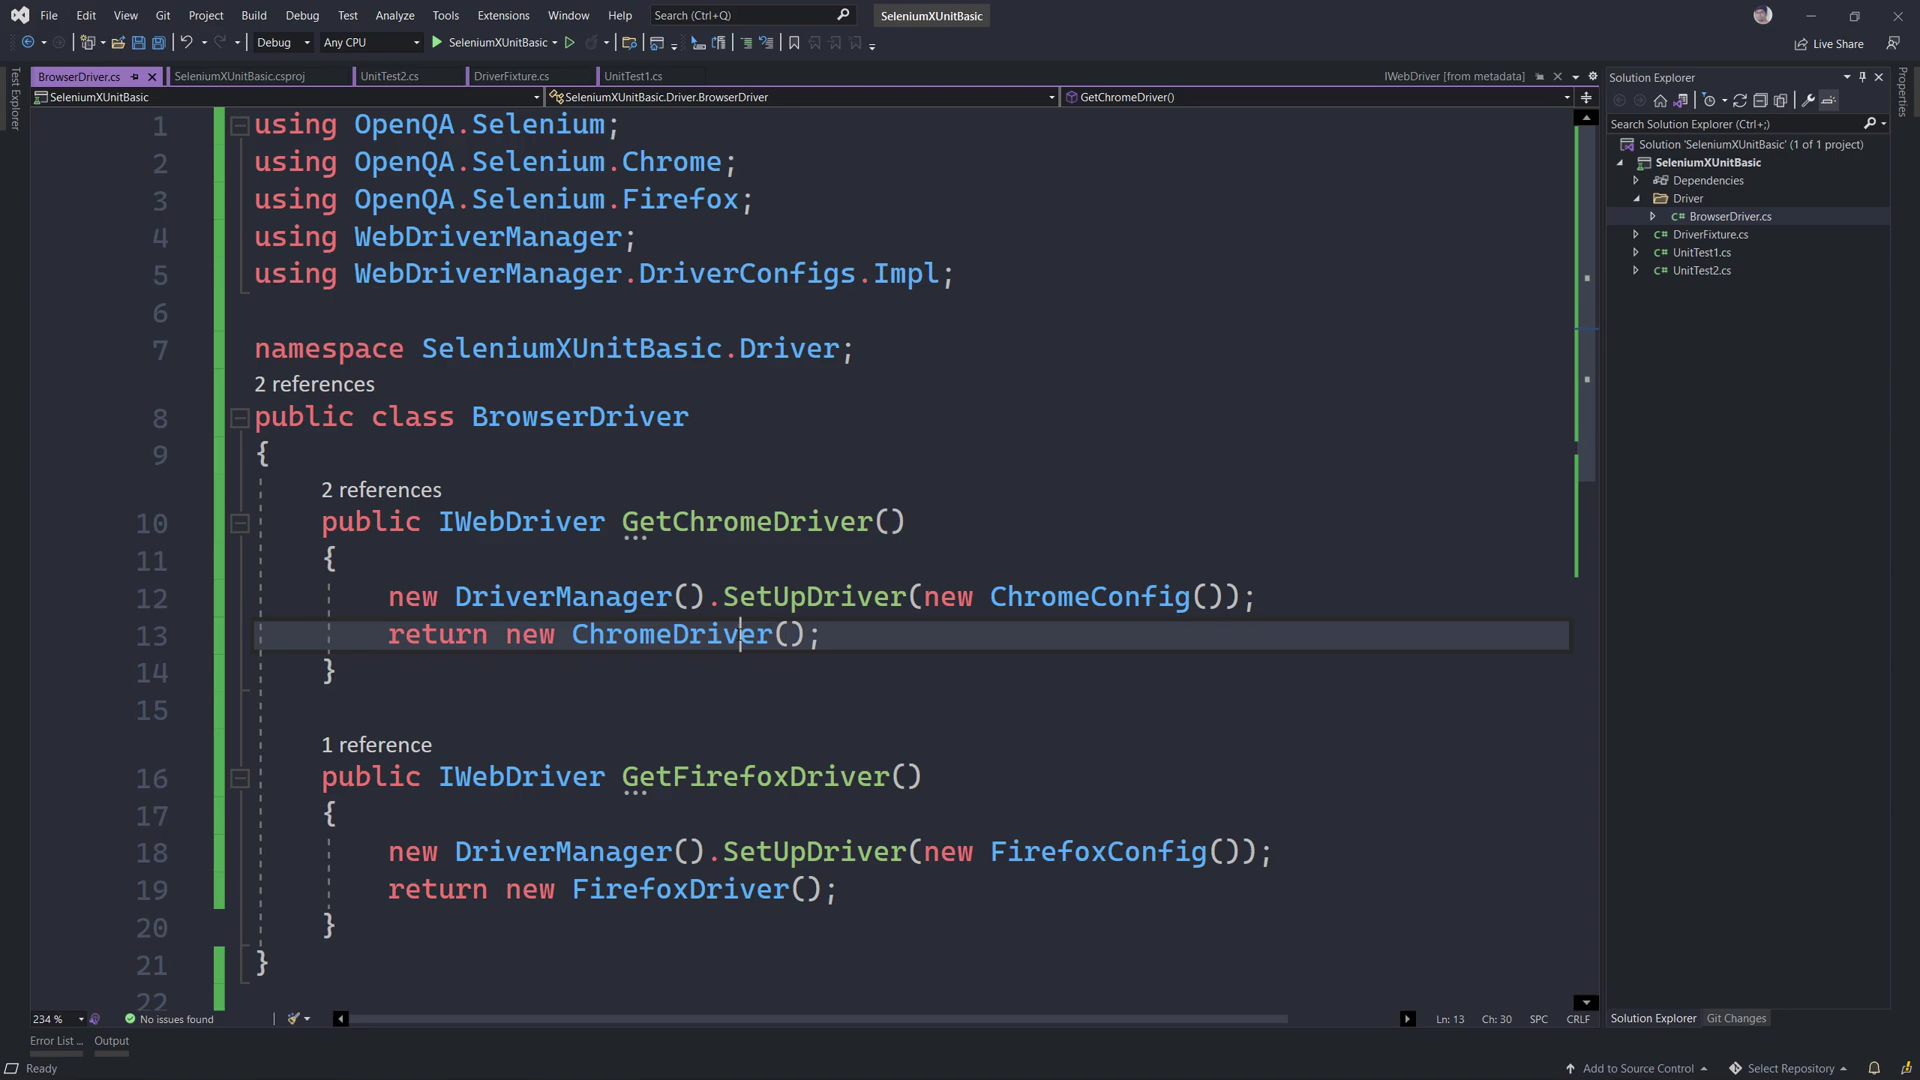 File Edit View Git Project Build Debug Test Analyze Tools Extensions Window Help Search (Ctrl+Q) SeleniumXUnitBasic
Debug Any CPU SeleniumXUnitBasic Live Share
BrowserDriver.cs SeleniumXUnitBasic.csproj UnitTest2.cs DriverFixture.cs UnitTest1.cs IWebDriver [from metadata]
SeleniumXUnitBasic SeleniumXUnitBasic.Driver.BrowserDriver GetChromeDriver()
Test Explorer
1 using OpenQA.Selenium;
2 using OpenQA.Selenium.Chrome;
3 using OpenQA.Selenium.Firefox;
4 using WebDriverManager;
5 using WebDriverManager.DriverConfigs.Impl;
6
7 namespace SeleniumXUnitBasic.Driver;
2 references
8 public class BrowserDriver
9 {
2 references
10 public IWebDriver GetChromeDriver()
11 {
12 new DriverManager().SetUpDriver(new ChromeConfig());
13 return new ChromeDriver();
14 }
15
1 reference
16 public IWebDriver GetFirefoxDriver()
17 {
18 new DriverManager().SetUpDriver(new FirefoxConfig());
19 return new FirefoxDriver();
20 }
21 }
22
234 % No issues found Ln: 13 Ch: 30 SPC CRLF
Solution Explorer
Search Solution Explorer (Ctrl+;)
Solution 'SeleniumXUnitBasic' (1 of 1 project)
SeleniumXUnitBasic
Dependencies
Driver
C# BrowserDriver.cs
C# DriverFixture.cs
C# UnitTest1.cs
C# UnitTest2.cs
Solution Explorer Git Changes
Properties
Error List ... Output
Ready Add to Source Control Select Repository